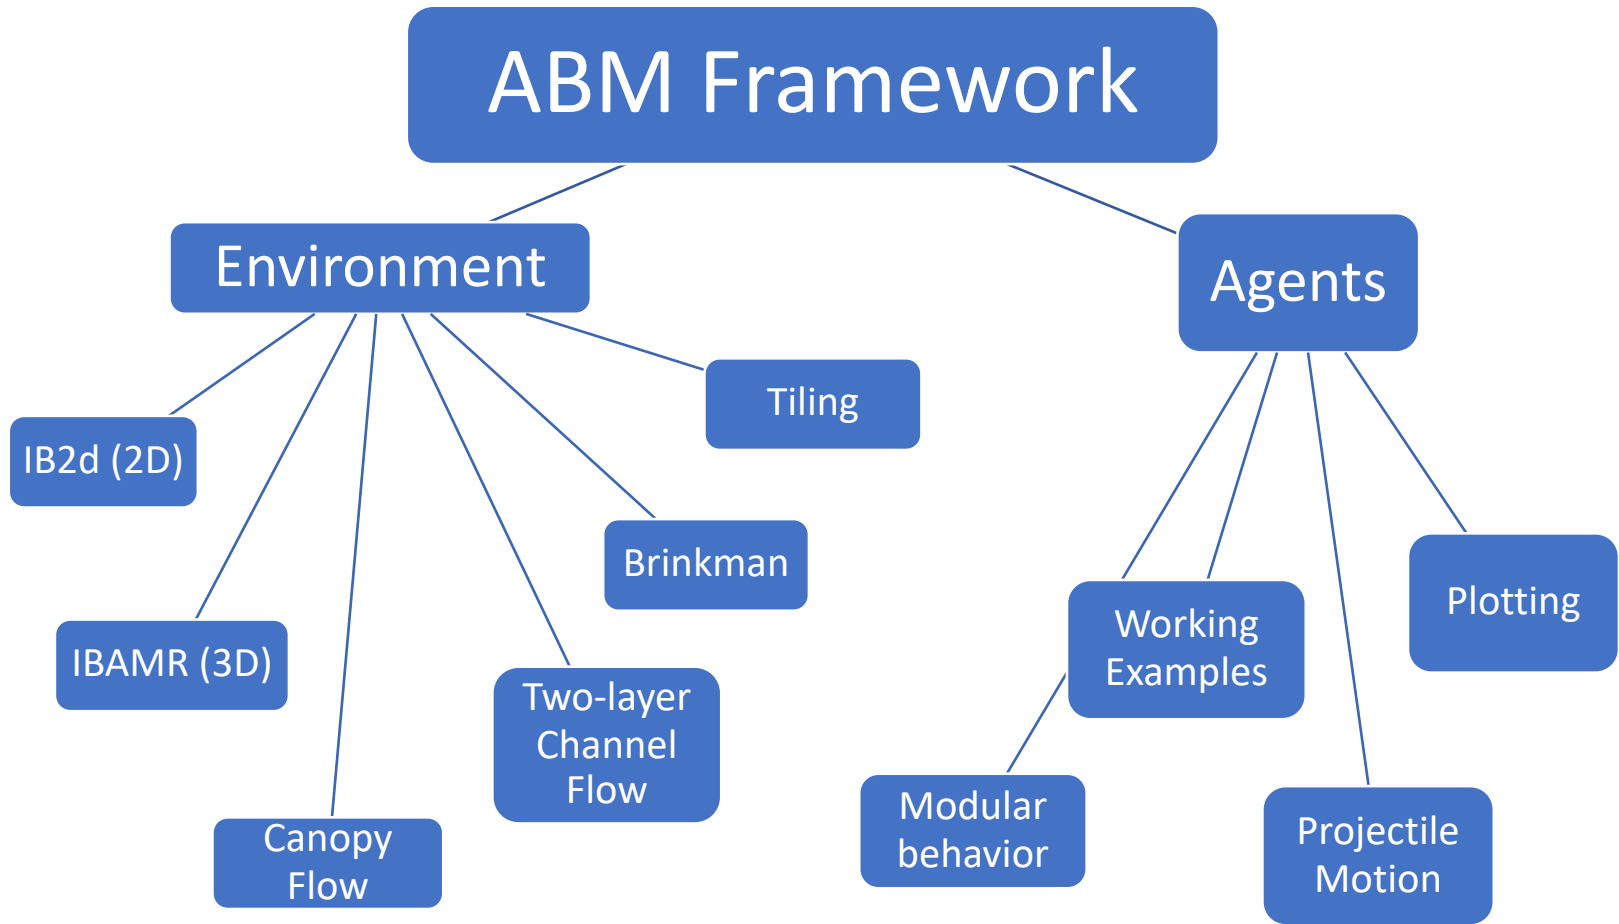 ABM Framework
Environment
Agents
Tiling
IB2d (2D)
Brinkman
IBAMR (3D)
Two-layer
Channel
Flow
Canopy
Flow
Working
Examples
Plotting
Modular
behavior
Projectile
Motion